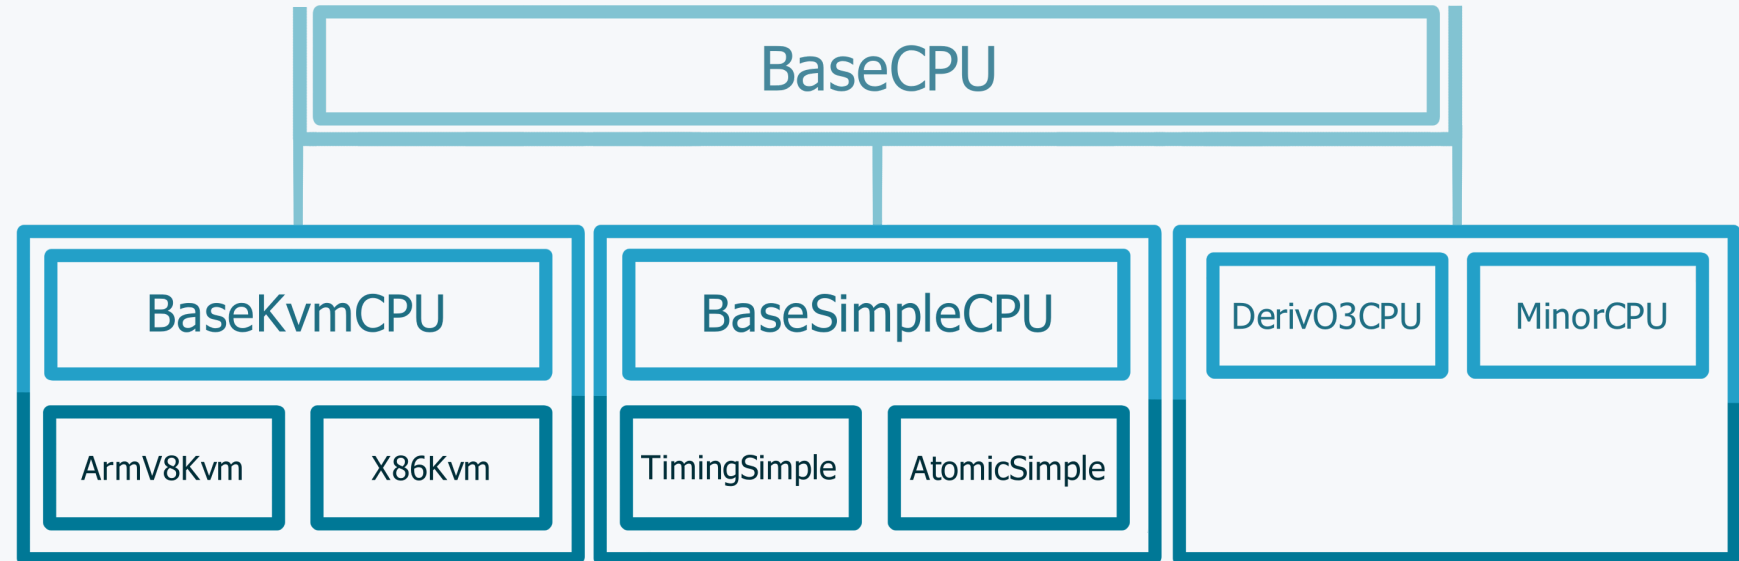 BaseCPU
BaseKvmCPU
BaseSimpleCPU
DerivO3CPU
MinorCPU
ArmV8Kvm
X86Kvm
TimingSimple
AtomicSimple